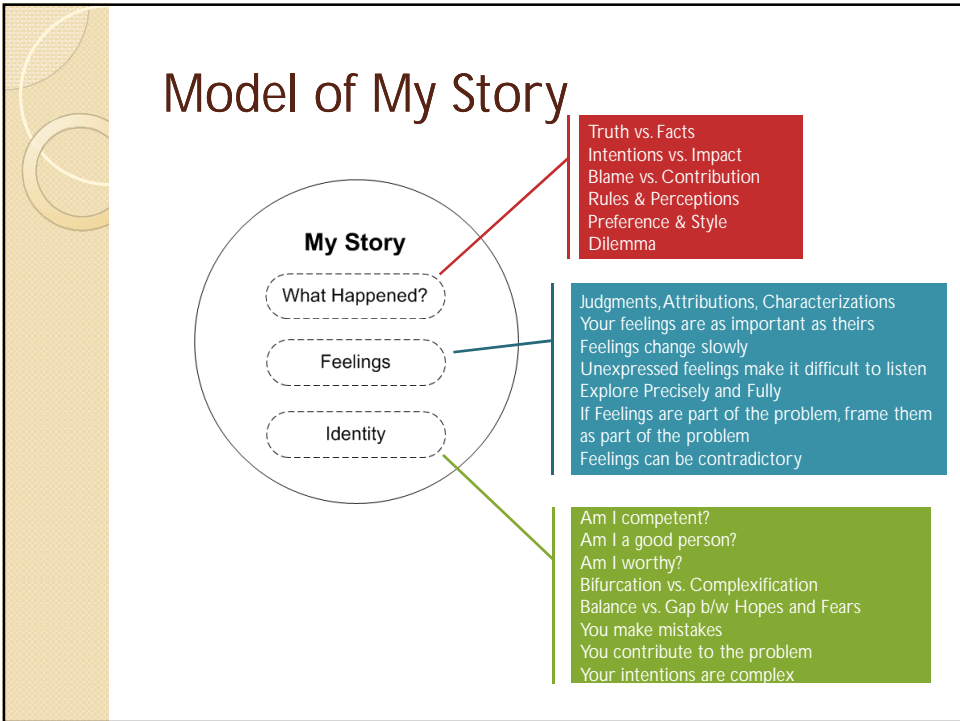 Model of My Story
Truth vs. Facts
Intentions vs. Impact
Blame vs. Contribution
Rules & Perceptions
Preference & Style
Dilemma
My Story
What Happened?
Feelings
Identity
Judgments, Attributions, Characterizations
Your feelings are as important as theirs
Feelings change slowly
Unexpressed feelings make it difficult to listen
Explore Precisely and Fully
If Feelings are part of the problem, frame them
as part of the problem
Feelings can be contradictory
Am I competent?
Am I a good person?
Am I worthy?
Bifurcation vs. Complexification
Balance vs. Gap b/w Hopes and Fears
You make mistakes
You contribute to the problem
Your intentions are complex